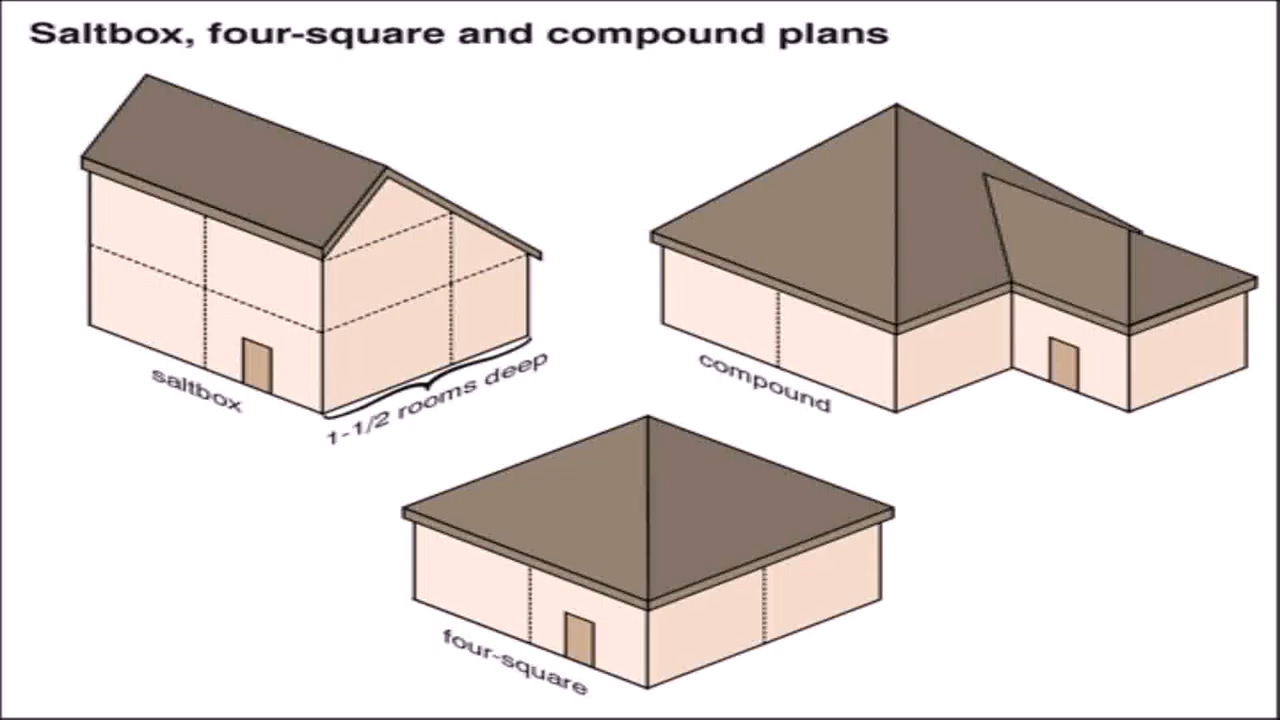 Saltbox, four-square and compound plans
saltbox
1-1/2 rooms deep
compound
four-square